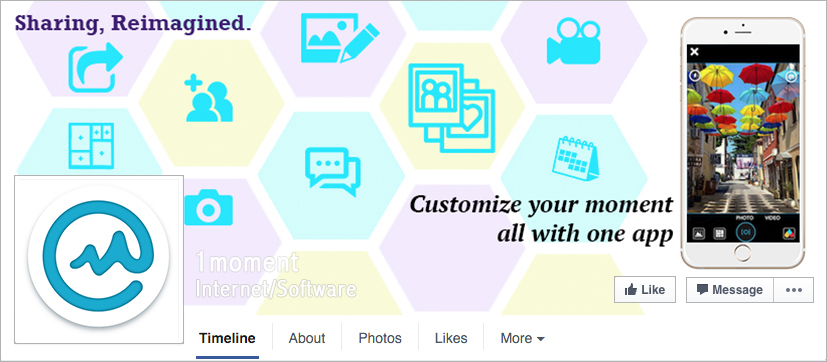 Sharing, Reimagined.
PHOTO VIDEO
Customize your moment
all with one app
1moment
Internet/Software
Like
Message
Timeline
About
Photos
Likes
More